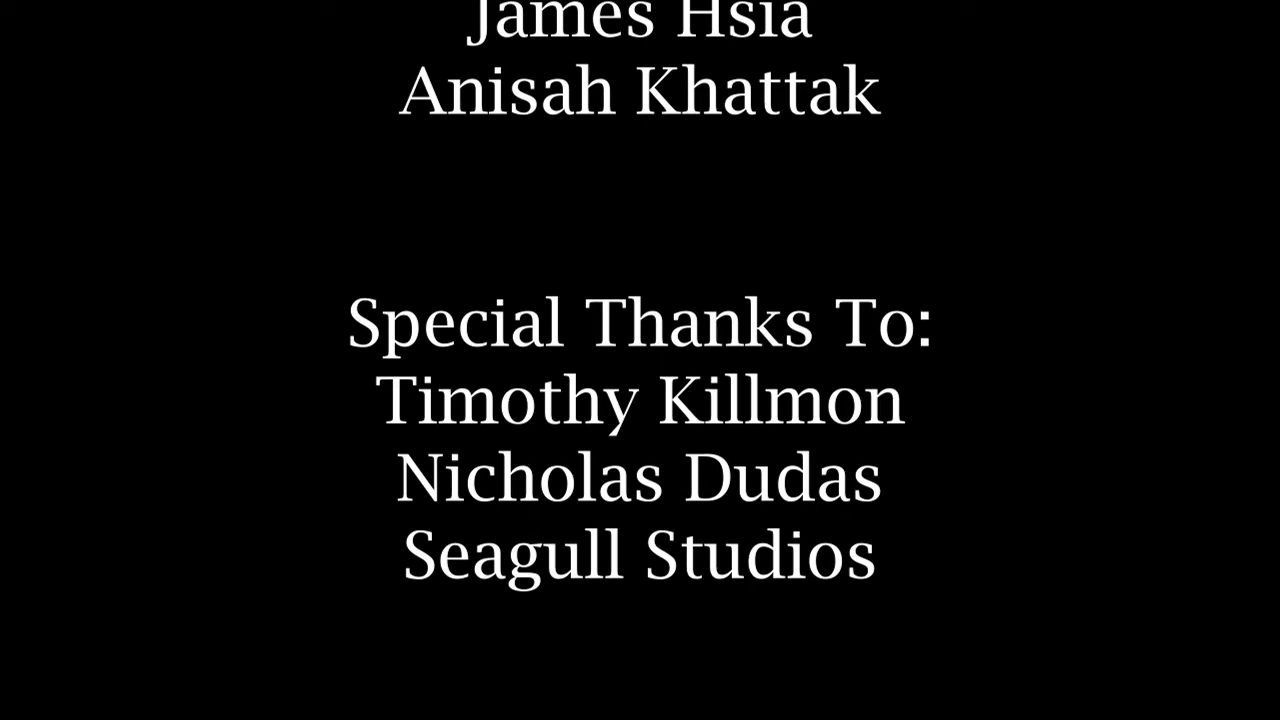 James Hsia
Anisah Khattak
Special Thanks To:
Timothy Killmon
Nicholas Dudas
Seagull Studios